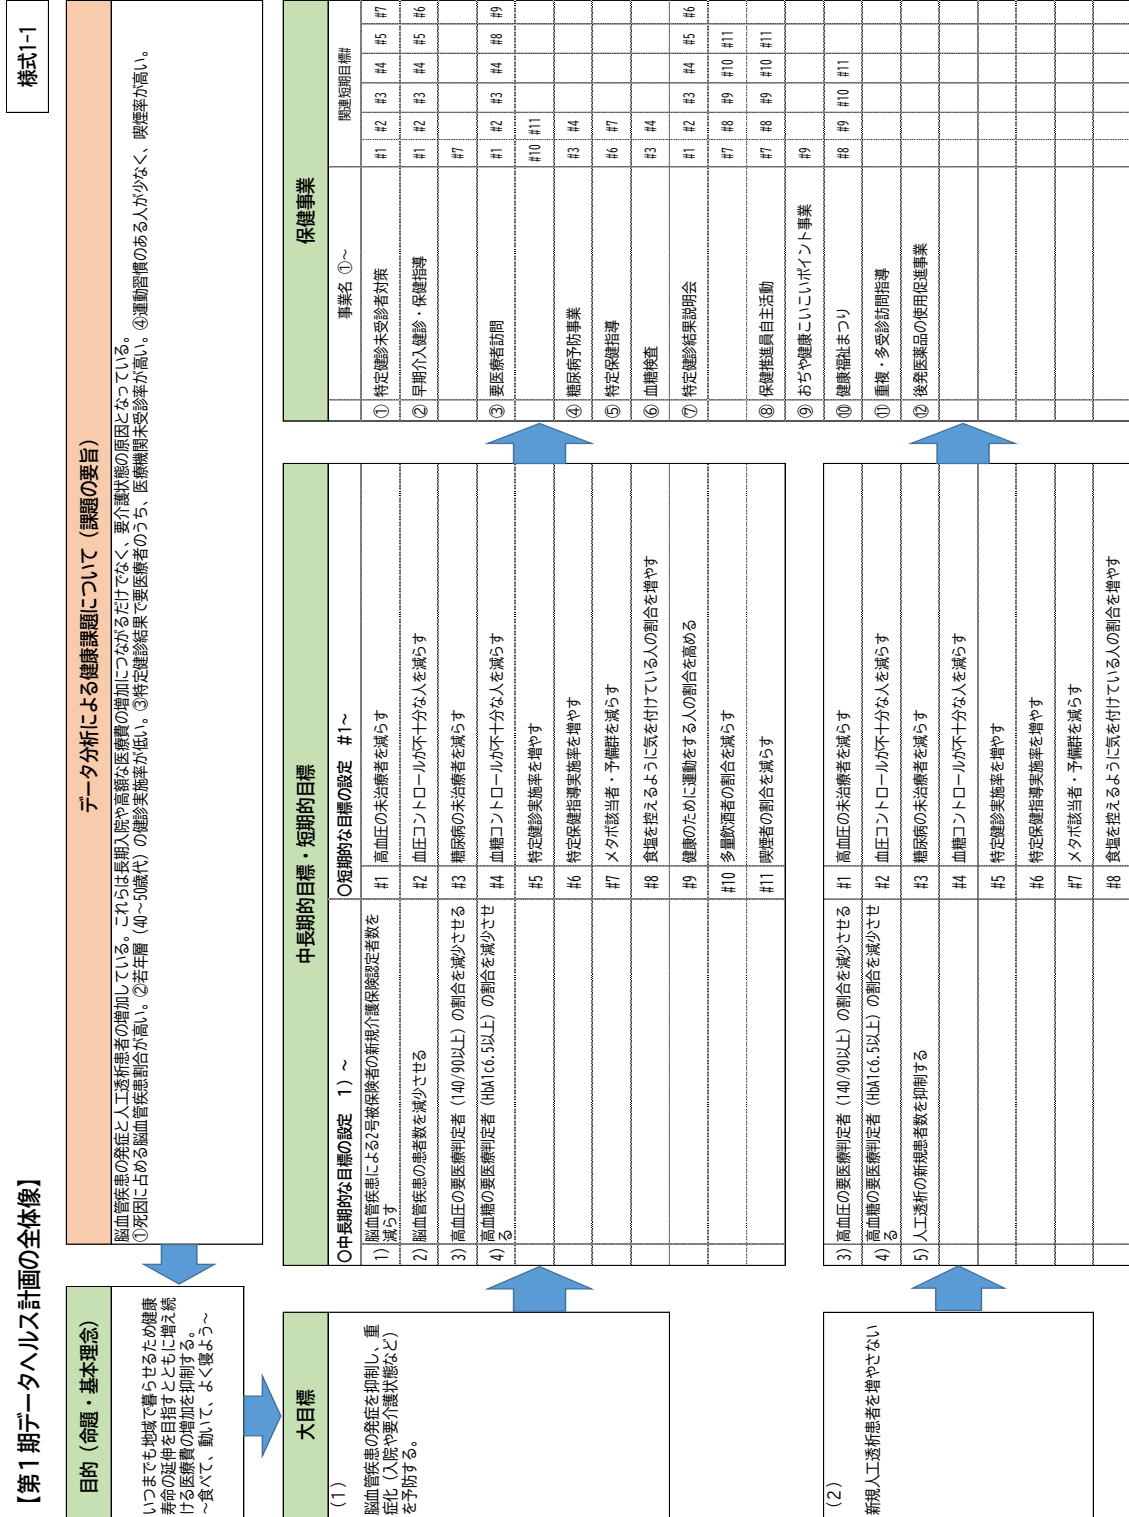 様式1-1
【第１期データヘルス計画の全体像】
目的（命題・基本理念）
いつまでも地域で暮らせるため健康
寿命の延伸を目指すとともに増え続
ける医療費の増加を抑制する。
～食べて、動いて、よく寝よう～
データ分析による健康課題について（課題の要旨）
脳血管疾患の発症と人工透析患者の増加している。これらは長期入院や高額な医療費の増加につながるだけでなく、要介護状態の原因となっている。
①死因に占める脳血管疾患割合が高い。②若年層（40～50歳代）の健診実施率が低い。③特定健診結果で要医療者のうち、医療機関未受診率が高い。④運動習慣のある人が少なく、喫煙率が高い。
大目標
（１）
脳血管疾患の発症を抑制し、重
症化（入院や要介護状態など）
を予防する。
（２）
新規人工透析患者を増やさない
中長期的目標・短期的目標
〇中長期的な目標の設定　１）～
〇短期的な目標の設定　#1～
1) 脳血管疾患による2号被保険者の新規介護保険認定者数を
減らす
2) 脳血管疾患の患者数を減少させる
3) 高血圧の要医療判定者（140/90以上）の割合を減少させる
4) 高血糖の要医療判定者（HbA1c6.5以上）の割合を減少させ
る
#1 高血圧の未治療者を減らす
#2 血圧コントロールが不十分な人を減らす
#3 糖尿病の未治療者を減らす
#4 血糖コントロールが不十分な人を減らす
#5 特定健診実施率を増やす
#6 特定保健指導実施率を増やす
#7 メタボ該当者・予備群を減らす
#8 食塩を控えるように気を付けている人の割合を増やす
#9 健康のために運動をする人の割合を高める
#10 多量飲酒者の割合を減らす
#11 喫煙者の割合を減らす
3) 高血圧の要医療判定者（140/90以上）の割合を減少させる
4) 高血糖の要医療判定者（HbA1c6.5以上）の割合を減少させ
る
5) 人工透析の新規患者数を抑制する
#1 高血圧の未治療者を減らす
#2 血圧コントロールが不十分な人を減らす
#3 糖尿病の未治療者を減らす
#4 血糖コントロールが不十分な人を減らす
#5 特定健診実施率を増やす
#6 特定保健指導実施率を増やす
#7 メタボ該当者・予備群を減らす
#8 食塩を控えるように気を付けている人の割合を増やす
保健事業
事業名 ①～ 関連短期目標#
① 特定健診未受診者対策 #1 #2 #3 #4 #5 #7
② 早期介入健診・保健指導 #1 #2 #3 #4 #5 #6
#7
③ 要医療者訪問 #1 #2 #3 #4 #8 #9
#10 #11
④ 糖尿病予防事業 #3 #4
⑤ 特定保健指導 #6 #7
⑥ 血糖検査 #3 #4
⑦ 特定健診結果説明会 #1 #2 #3 #4 #5 #6
#7 #8 #9 #10 #11
⑧ 保健推進員自主活動 #7 #8 #9 #10 #11
⑨ おぢや健康こいこいポイント事業 #9
⑩ 健康福祉まつり #8 #9 #10 #11
⑪ 重複・多受診訪問指導
⑫ 後発医薬品の使用促進事業